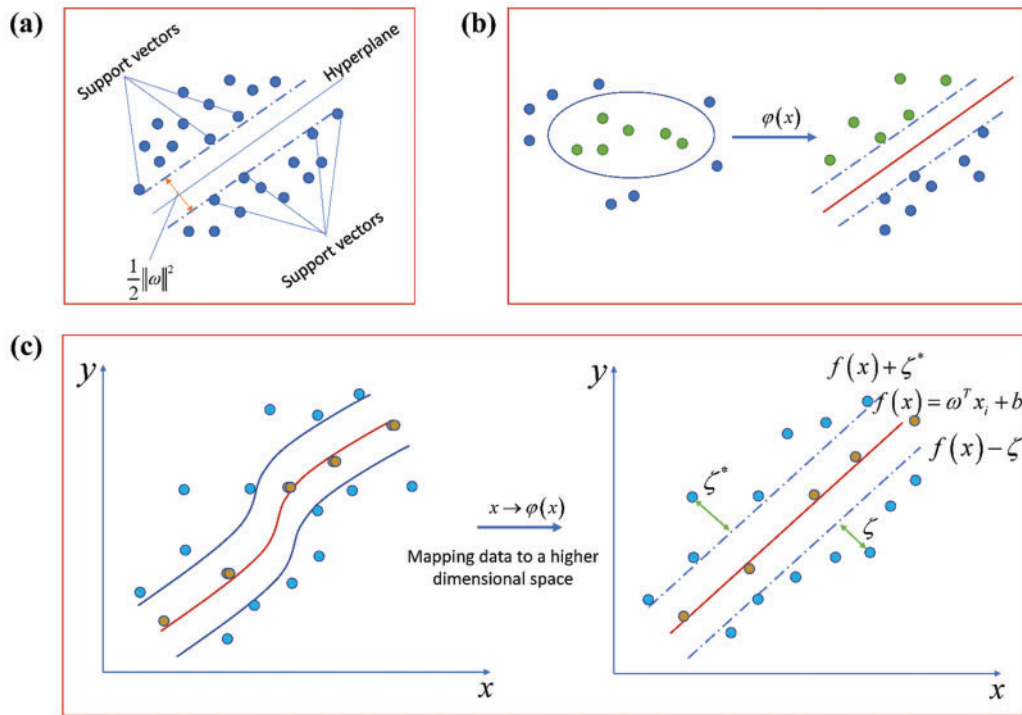 (a)
Support vectors
Hyperplane
Support vectors
1/2 ‖ω‖²
(b)
φ(x)
(c)
y
x
x → φ(x)
Mapping data to a higher
dimensional space
y
f(x) + ζ*
f(x) = ωᵀxᵢ + b
f(x) − ζ
ζ*
ζ
x